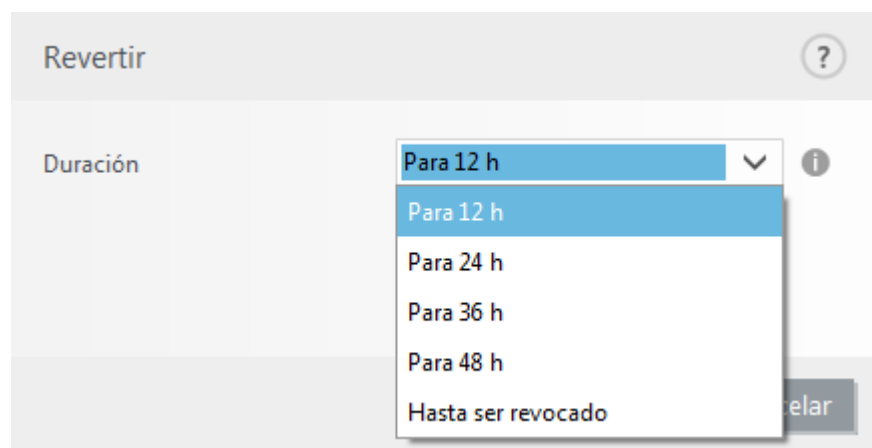 Revertir
?
Duración
Para 12 h
i
Para 12 h
Para 24 h
Para 36 h
Para 48 h
Hasta ser revocado